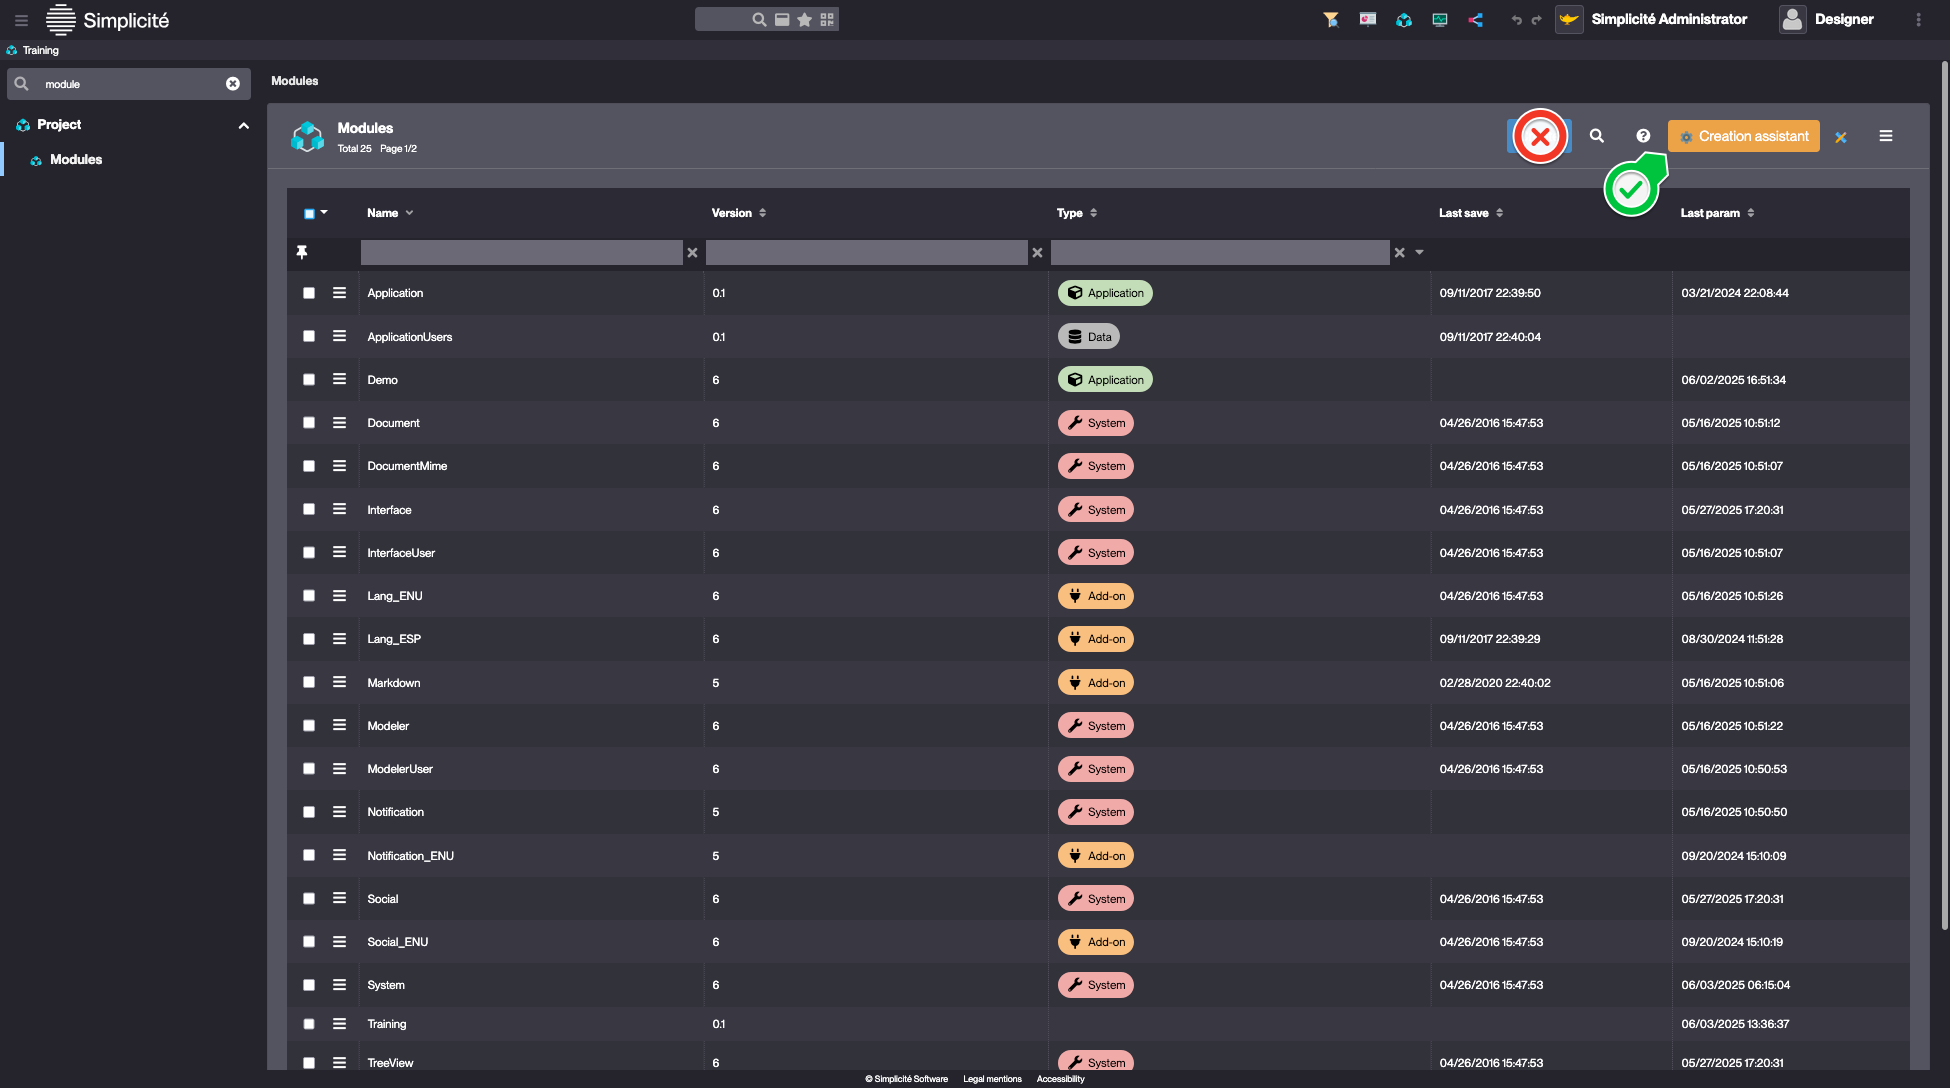 Simplicité
Simplicité Administrator
Designer
Training
module
Modules
Project
Modules
Modules
Total 25 Page 1/2
Creation assistant
Name Version Type Last save Last param
Application 0.1 Application 09/11/2017 22:39:50 03/21/2024 22:08:44
ApplicationUsers 0.1 Data 09/11/2017 22:40:04
Demo 6 Application 06/02/2025 16:51:34
Document 6 System 04/26/2016 15:47:53 05/16/2025 10:51:12
DocumentMime 6 System 04/26/2016 15:47:53 05/16/2025 10:51:07
Interface 6 System 04/26/2016 15:47:53 05/27/2025 17:20:31
InterfaceUser 6 System 04/26/2016 15:47:53 05/16/2025 10:51:07
Lang_ENU 6 Add-on 04/26/2016 15:47:53 05/16/2025 10:51:26
Lang_ESP 6 Add-on 09/11/2017 22:39:29 08/30/2024 11:51:28
Markdown 5 Add-on 02/28/2020 22:40:02 05/16/2025 10:51:06
Modeler 6 System 04/26/2016 15:47:53 05/16/2025 10:51:22
ModelerUser 6 System 04/26/2016 15:47:53 05/16/2025 10:50:53
Notification 5 System 05/16/2025 10:50:50
Notification_ENU 5 Add-on 09/20/2024 15:10:09
Social 6 System 04/26/2016 15:47:53 05/27/2025 17:20:31
Social_ENU 6 Add-on 04/26/2016 15:47:53 09/20/2024 15:10:19
System 6 System 04/26/2016 15:47:53 06/03/2025 06:15:04
Training 0.1 06/03/2025 13:36:37
TreeView 6 System 04/26/2016 15:47:53 05/27/2025 17:20:31
© Simplicité Software Legal mentions Accessibility